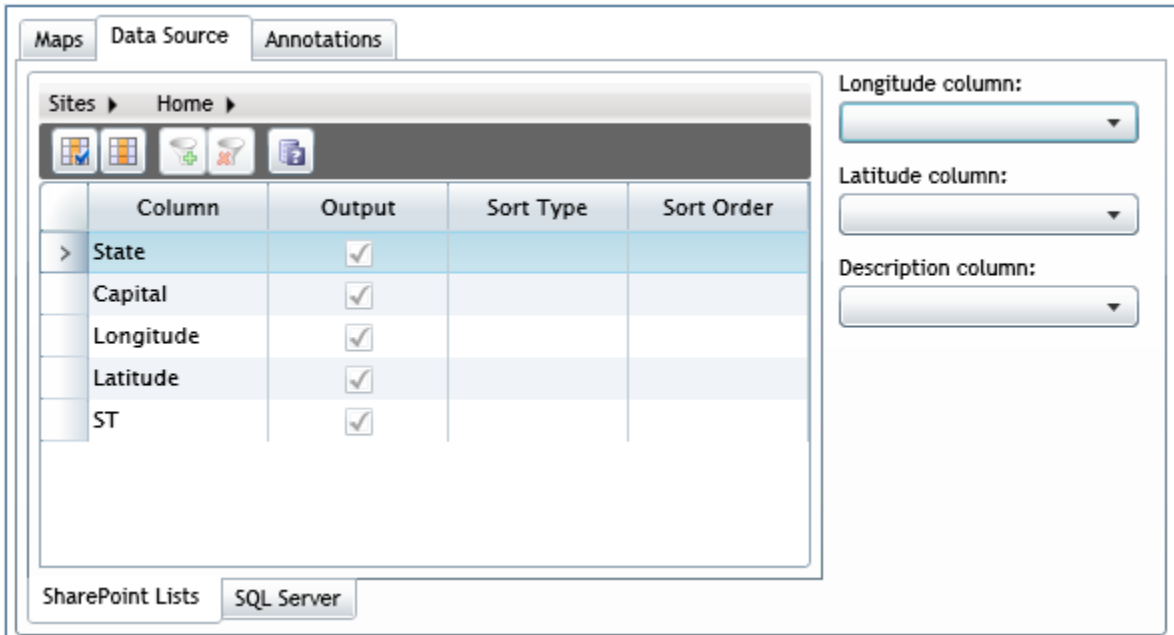 Maps Data Source Annotations
Sites Home
Column Output Sort Type Sort Order
State
Capital
Longitude
Latitude
ST
SharePoint Lists SQL Server
Longitude column:
Latitude column:
Description column: